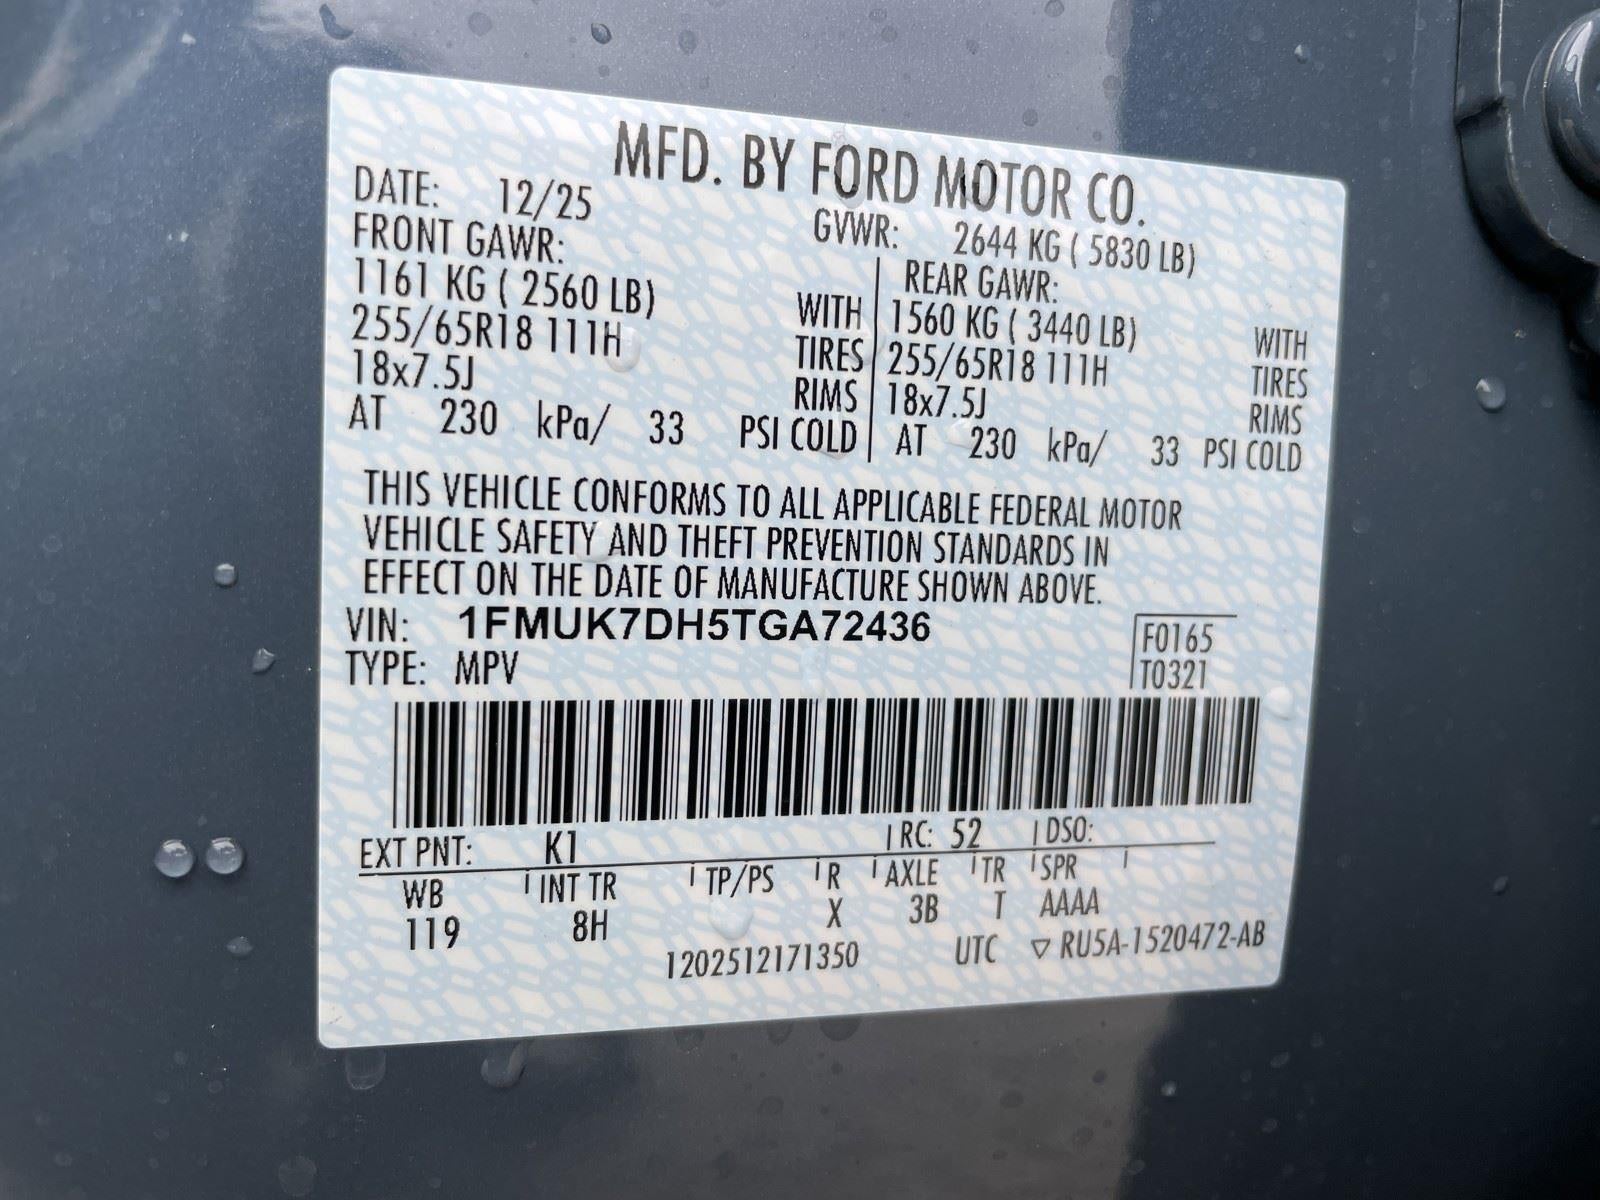 MFD. BY FORD MOTOR CO.
DATE: 12/25 GVWR: 2644 KG ( 5830 LB)
FRONT GAWR: REAR GAWR:
1161 KG ( 2560 LB) WITH 1560 KG ( 3440 LB) WITH
255/65R18 111H TIRES 255/65R18 111H TIRES
18x7.5J RIMS 18x7.5J RIMS
AT 230 kPa/ 33 PSI COLD AT 230 kPa/ 33 PSI COLD
THIS VEHICLE CONFORMS TO ALL APPLICABLE FEDERAL MOTOR
VEHICLE SAFETY AND THEFT PREVENTION STANDARDS IN
EFFECT ON THE DATE OF MANUFACTURE SHOWN ABOVE.
VIN: 1FMUK7DH5TGA72436 F0165
TYPE: MPV T0321
EXT PNT: K1 RC: 52 DSO:
WB INT TR TP/PS R AXLE TR SPR
119 8H X 3B T AAAA
1202512171350 UTC ▽ RU5A-1520472-AB